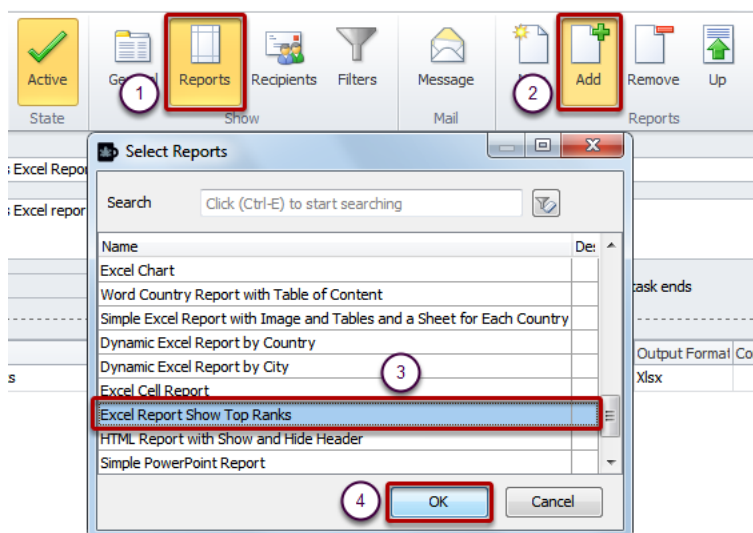 Active
Reports
Recipients
Filters
Message
Add
Remove
Up
1
2
State
Show
Mail
Reports
Select Reports
Excel Repor
Search
Click (Ctrl-E) to start searching
Excel repor
Name
De:
Excel Chart
Word Country Report with Table of Content
task ends
Simple Excel Report with Image and Tables and a Sheet for Each Country
Dynamic Excel Report by Country
Output Format
Co
Dynamic Excel Report by City
3
s
Xlsx
Excel Cell Report
Excel Report Show Top Ranks
HTML Report with Show and Hide Header
Simple PowerPoint Report
4
OK
Cancel